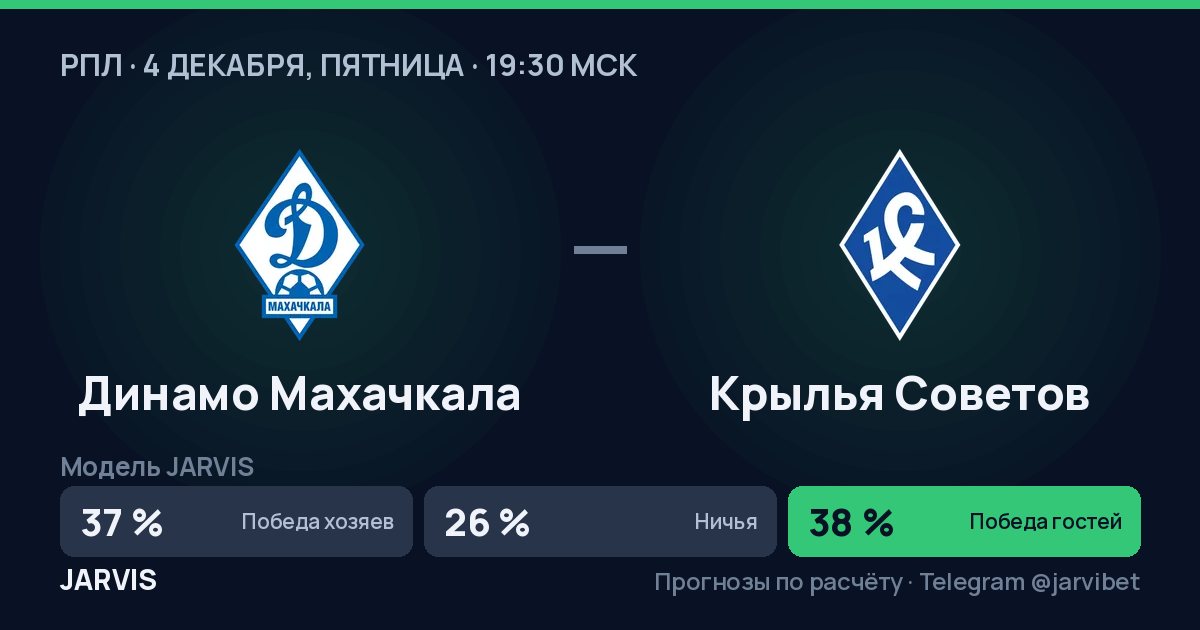 РПЛ · 4 ДЕКАБРЯ, ПЯТНИЦА · 19:30 МСК
МАХАЧКАЛА
Динамо Махачкала
Крылья Советов
Модель JARVIS
37 % Победа хозяев
26 % Ничья
38 % Победа гостей
JARVIS
Прогнозы по расчёту · Telegram @jarvibet